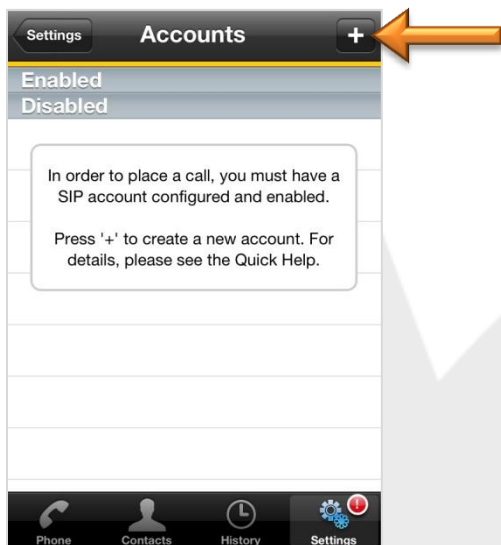 Settings Accounts +
Enabled
Disabled
In order to place a call, you must have a
SIP account configured and enabled.
Press '+' to create a new account. For
details, please see the Quick Help.
!
Phone Contacts History Settings